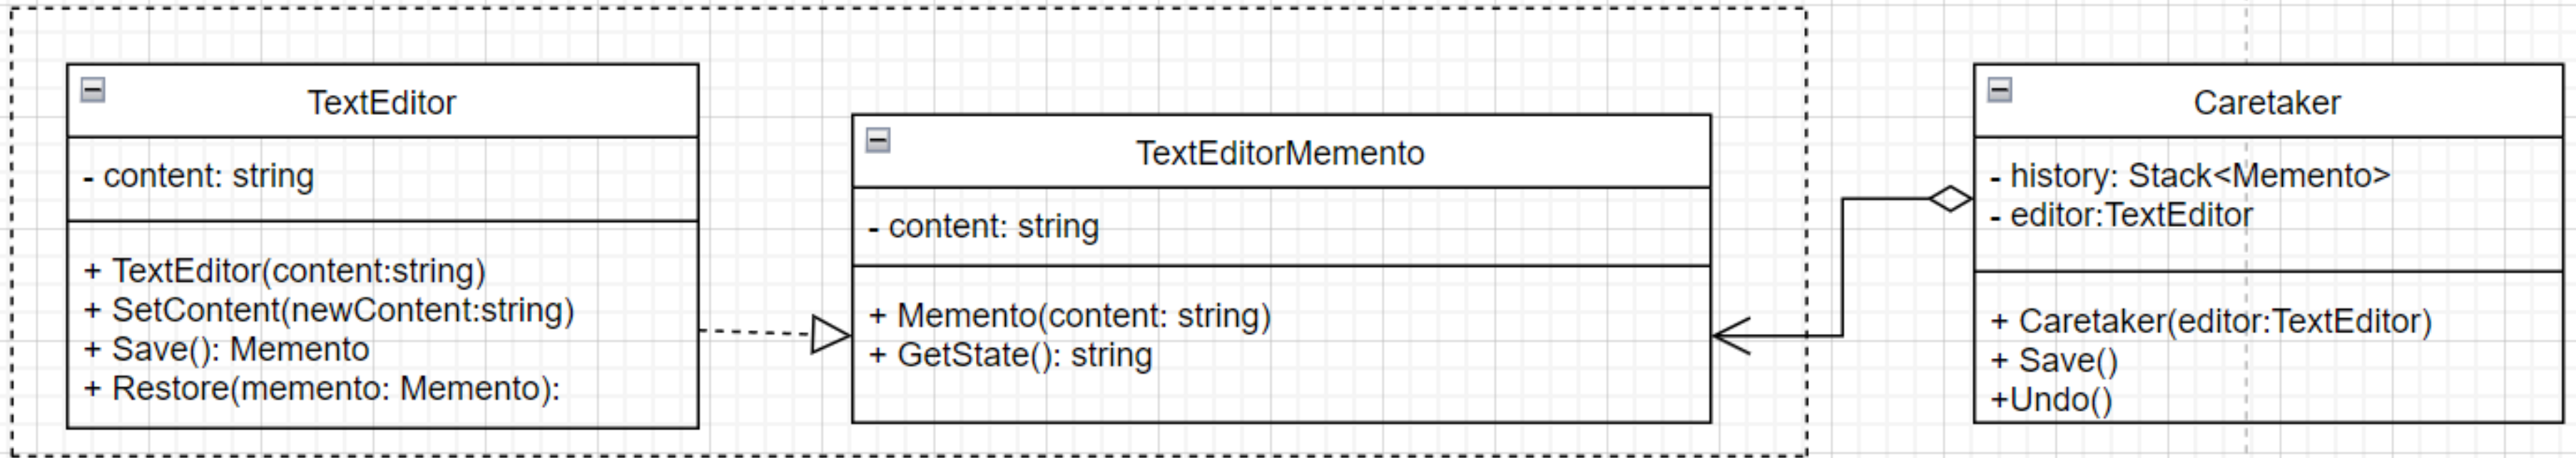 TextEditor
- content: string
+ TextEditor(content:string)
+ SetContent(newContent:string)
+ Save(): Memento
+ Restore(memento: Memento):
TextEditorMemento
- content: string
+ Memento(content: string)
+ GetState(): string
Caretaker
- history: Stack<Memento>
- editor:TextEditor
+ Caretaker(editor:TextEditor)
+ Save()
+Undo()